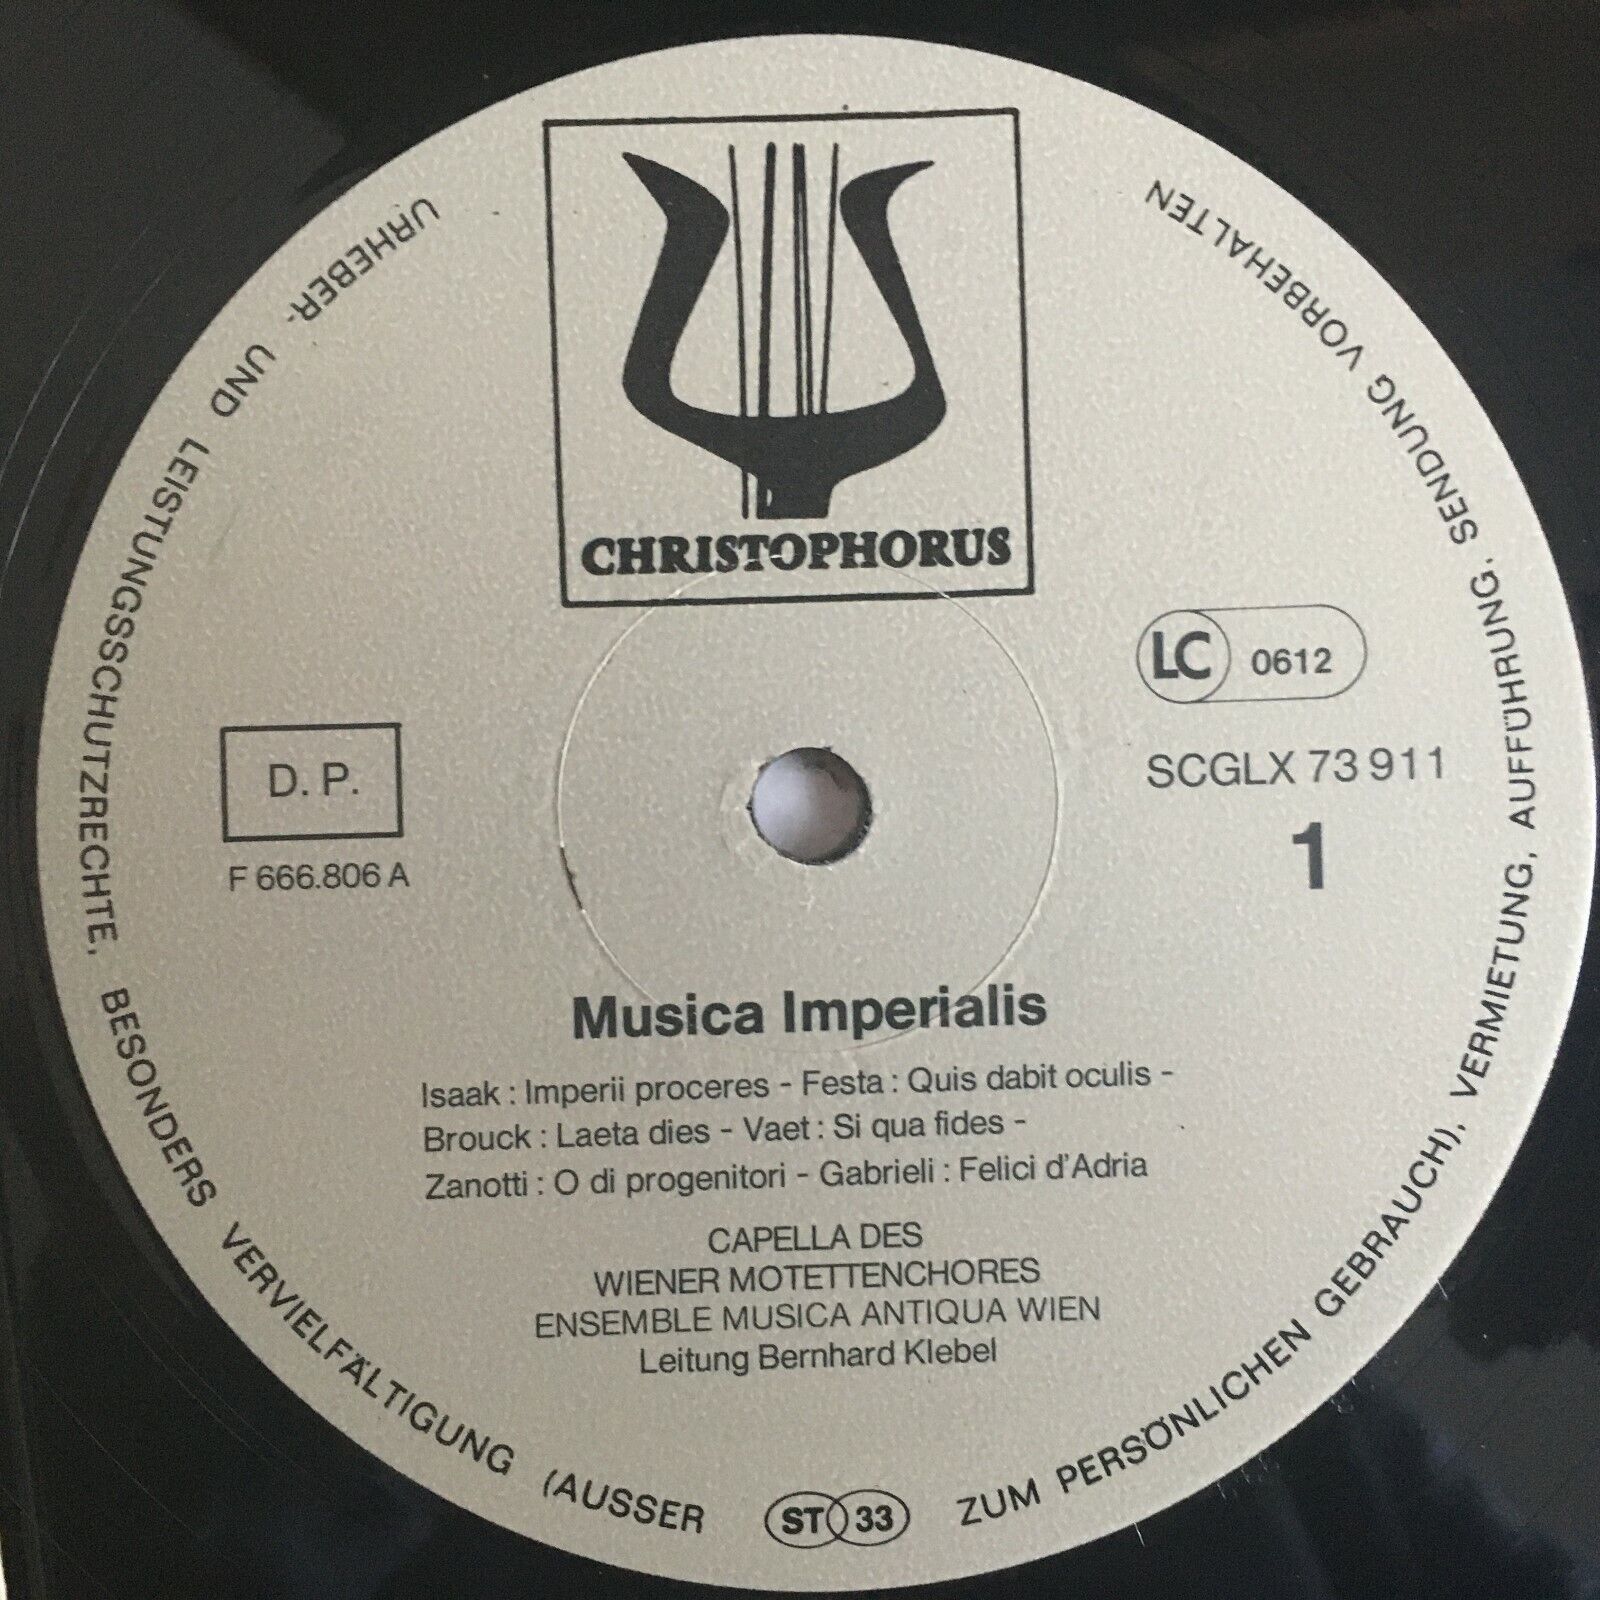 CHRISTOPHORUS
LC 0612
D. P.
F 666.806 A
SCGLX 73 911
1
Musica Imperialis
Isaak : Imperii proceres - Festa : Quis dabit oculis -
Brouck : Laeta dies - Vaet : Si qua fides -
Zanotti : O di progenitori - Gabrieli : Felici d'Adria
CAPELLA DES
WIENER MOTETTENCHORES
ENSEMBLE MUSICA ANTIQUA WIEN
Leitung Bernhard Klebel
ST 33
URHEBER- UND LEISTUNGSSCHUTZRECHTE, BESONDERS VERVIELFÄLTIGUNG (AUSSER ZUM PERSÖNLICHEN GEBRAUCH), VERMIETUNG, AUFFÜHRUNG, SENDUNG VORBEHALTEN